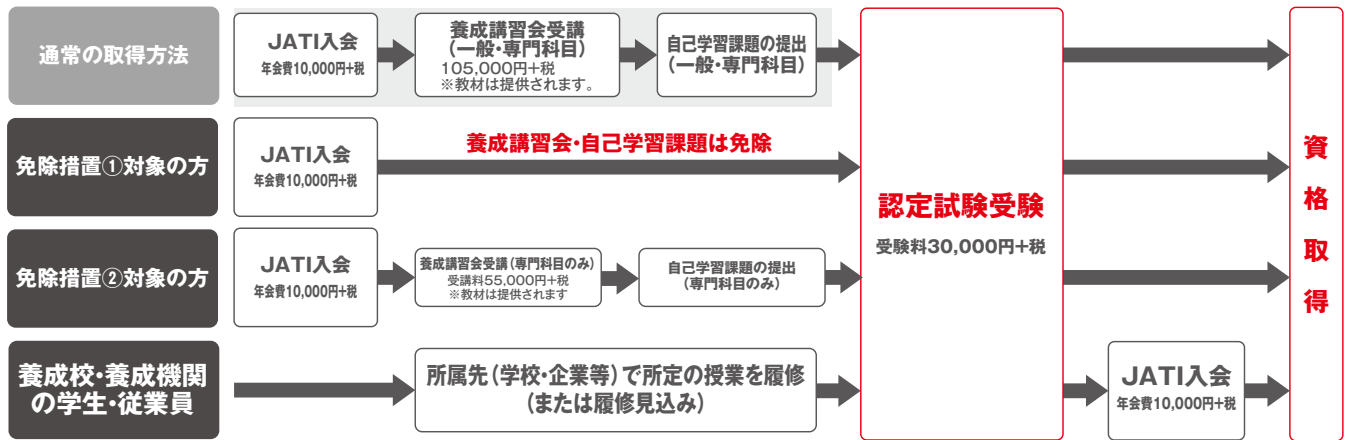 通常の取得方法
JATI入会
年会費10,000円+税
養成講習会受講
(一般・専門科目)
105,000円+税
※教材は提供されます。
自己学習課題の提出
(一般・専門科目)
免除措置①対象の方
JATI入会
年会費10,000円+税
養成講習会・自己学習課題は免除
免除措置②対象の方
JATI入会
年会費10,000円+税
養成講習会受講(専門科目のみ)
受講料55,000円+税
※教材は提供されます
自己学習課題の提出
(専門科目のみ)
養成校・養成機関
の学生・従業員
所属先(学校・企業等)で所定の授業を履修
(または履修見込み)
認定試験受験
受験料30,000円+税
JATI入会
年会費10,000円+税
資格取得